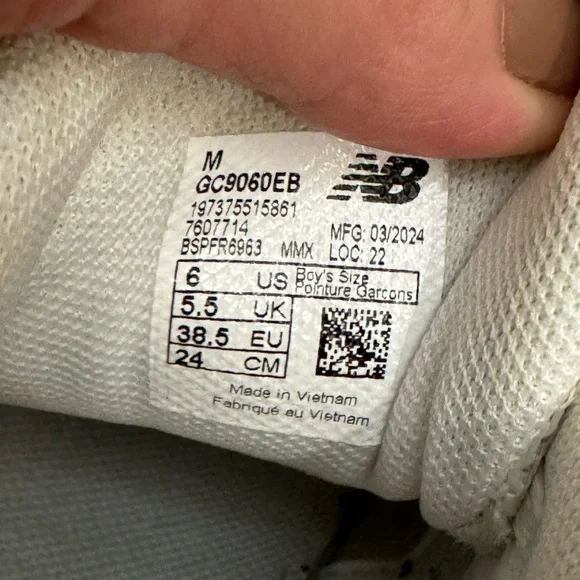 M
GC9060EB
NB
197375515861
7607714 MFG: 03/2024
BSPFR6963 MMX LOC: 22
6 US Boy's Size
Pointure Garcons
5.5 UK
38.5 EU
24 CM
Made in Vietnam
Fabriqué au Vietnam